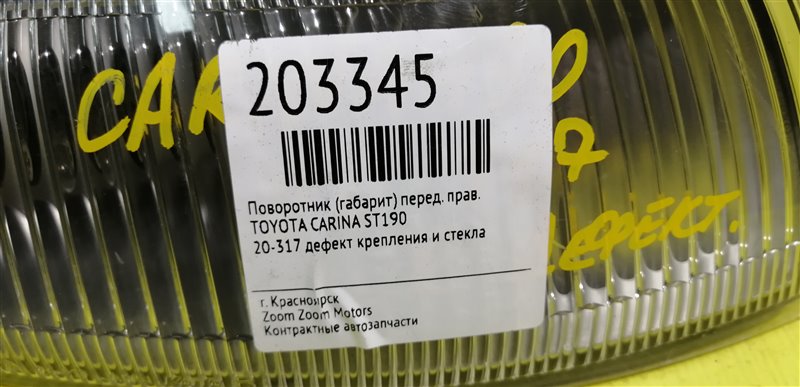 203345
Поворотник (габарит) перед. прав.
TOYOTA CARINA ST190
20-317 дефект крепления и стекла
г. Красноярск
Zoom Zoom Motors
Контрактные автозапчасти